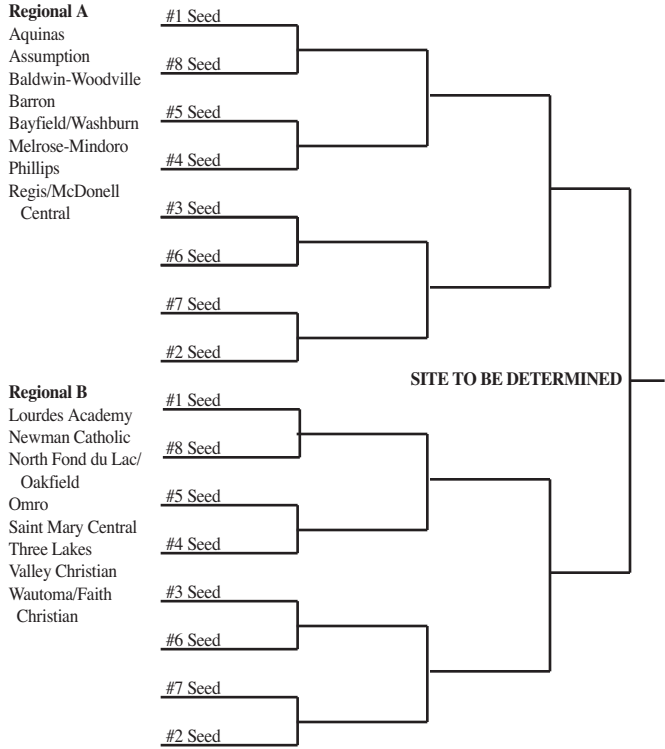 Regional A
Aquinas
Assumption
Baldwin-Woodville
Barron
Bayfield/Washburn
Melrose-Mindoro
Phillips
Regis/McDonell
Central
#1 Seed
#8 Seed
#5 Seed
#4 Seed
#3 Seed
#6 Seed
#7 Seed
#2 Seed
SITE TO BE DETERMINED
Regional B
Lourdes Academy
Newman Catholic
North Fond du Lac/
Oakfield
Omro
Saint Mary Central
Three Lakes
Valley Christian
Wautoma/Faith
Christian
#1 Seed
#8 Seed
#5 Seed
#4 Seed
#3 Seed
#6 Seed
#7 Seed
#2 Seed